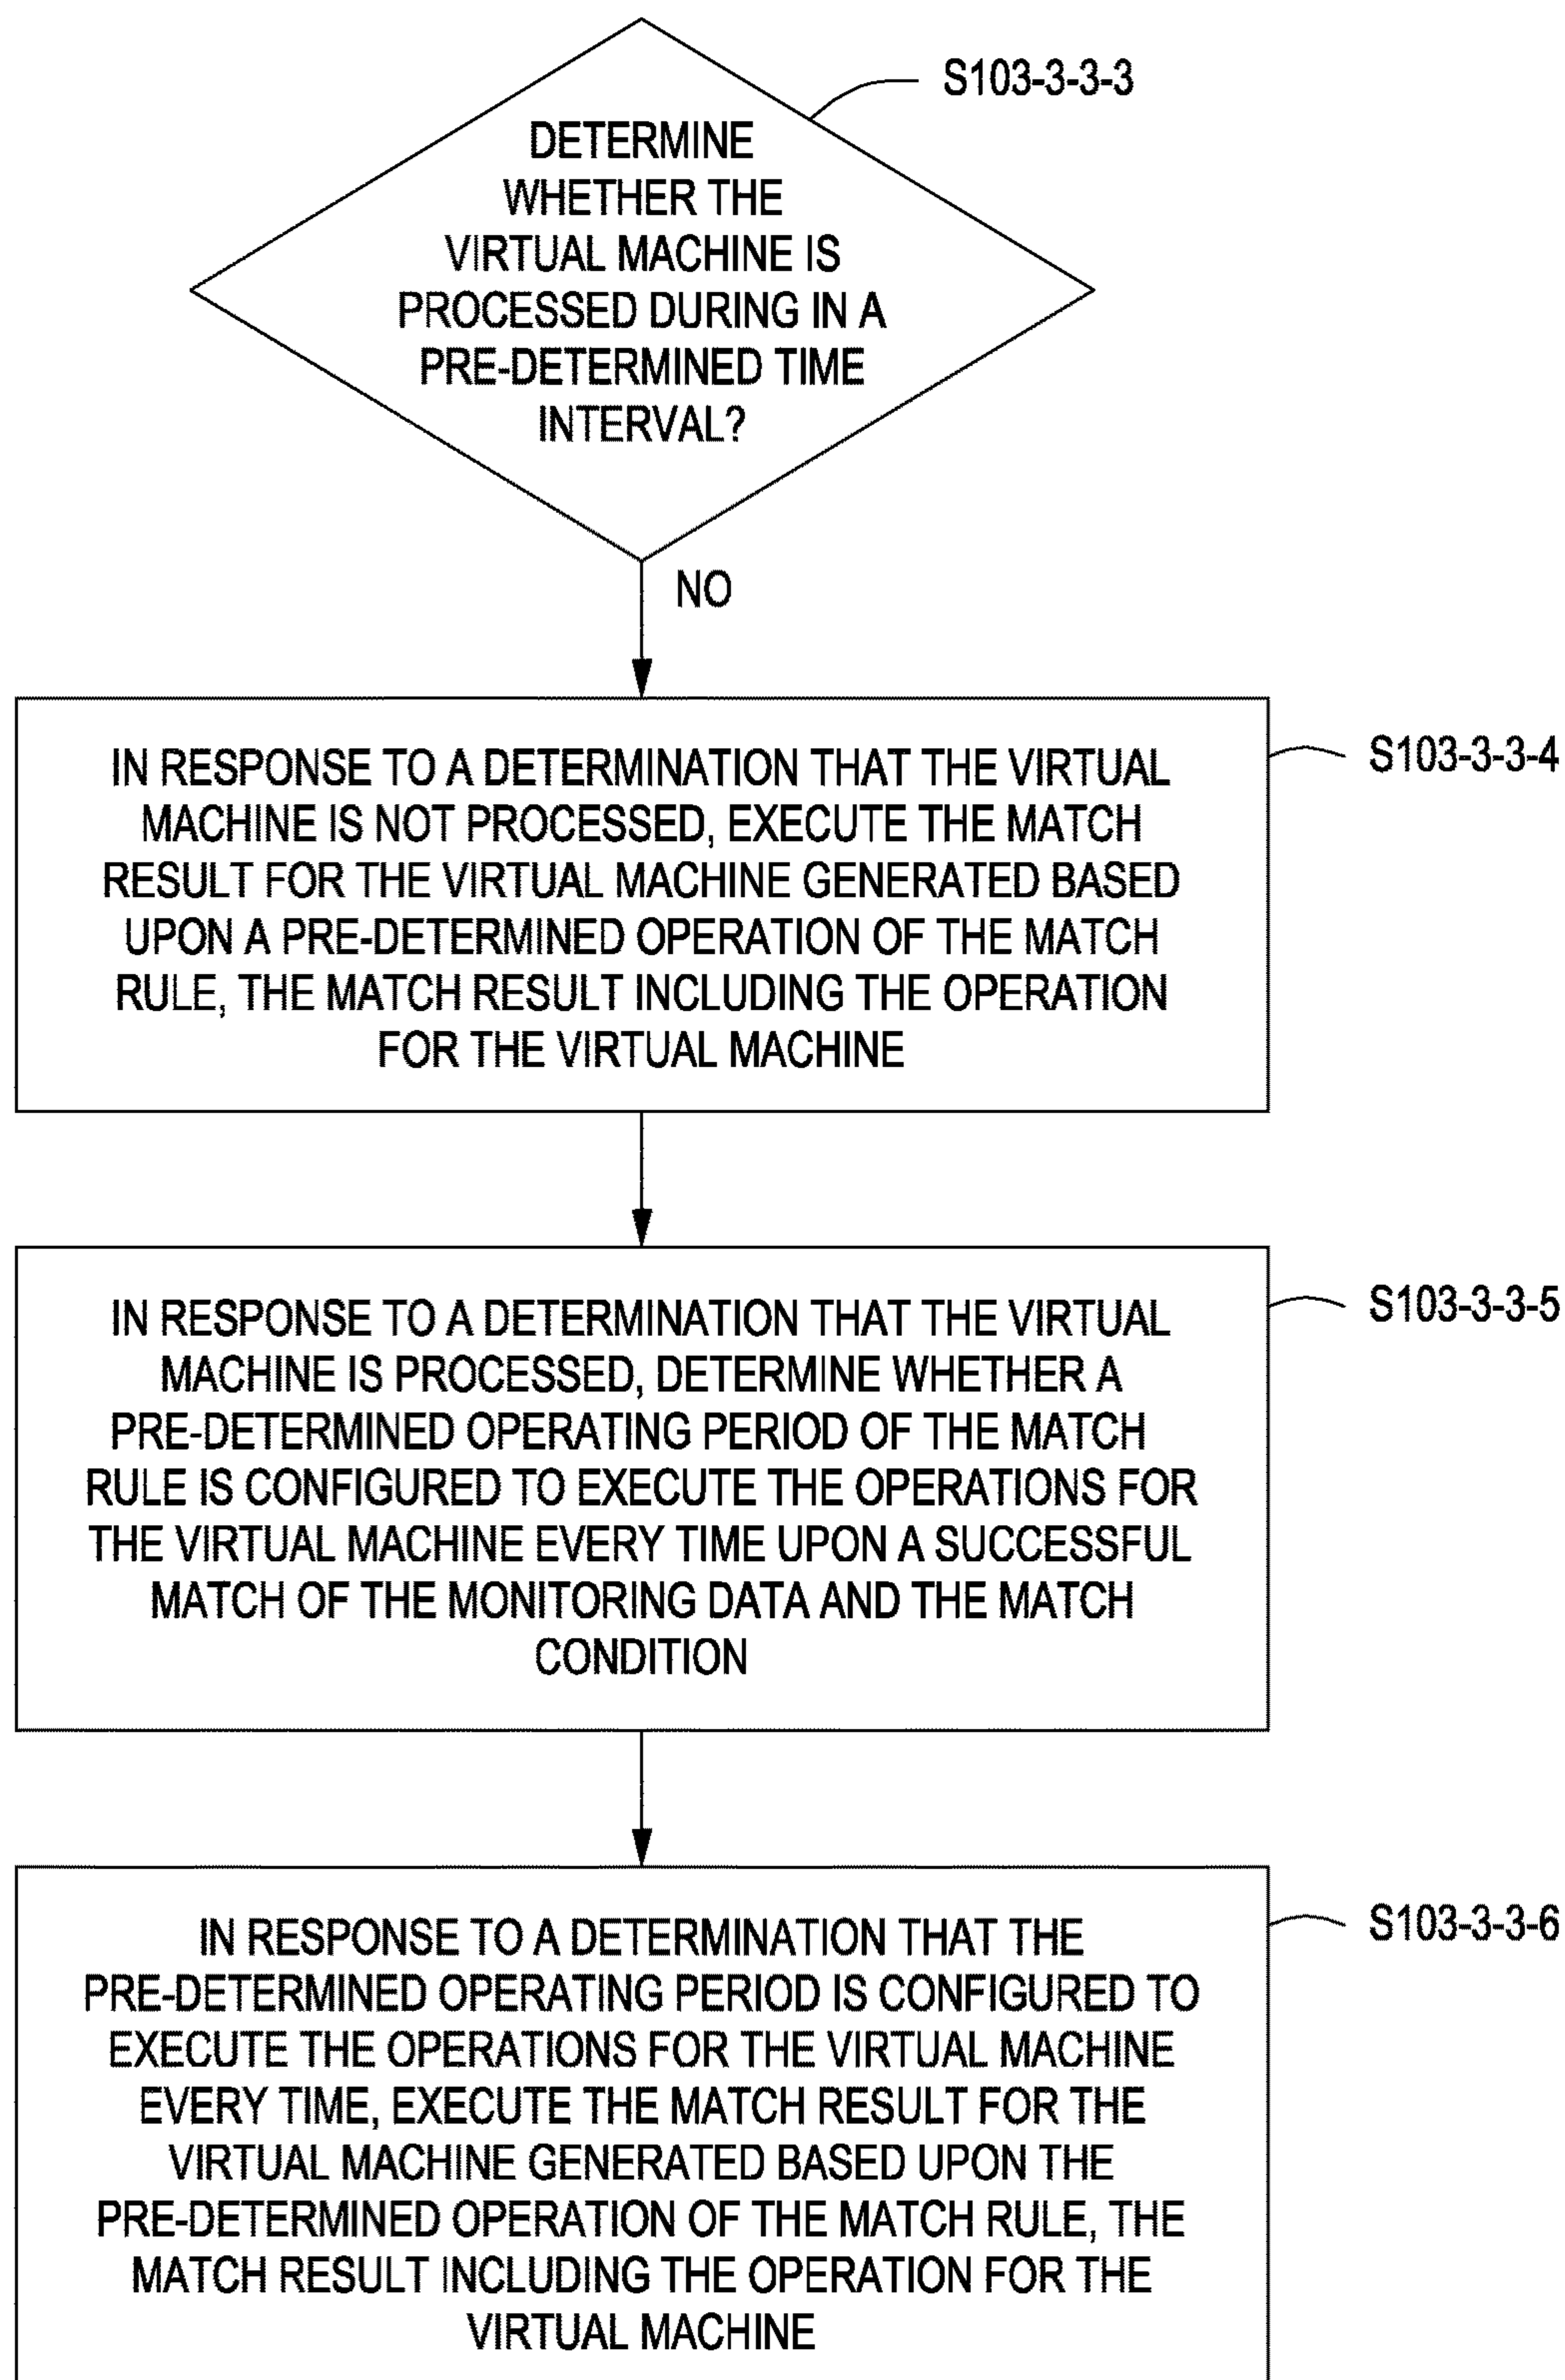 S103-3-3-3
DETERMINE
WHETHER THE
VIRTUAL MACHINE IS
PROCESSED DURING IN A
PRE-DETERMINED TIME
INTERVAL?
NO
S103-3-3-4
IN RESPONSE TO A DETERMINATION THAT THE VIRTUAL
MACHINE IS NOT PROCESSED, EXECUTE THE MATCH
RESULT FOR THE VIRTUAL MACHINE GENERATED BASED
UPON A PRE-DETERMINED OPERATION OF THE MATCH
RULE, THE MATCH RESULT INCLUDING THE OPERATION
FOR THE VIRTUAL MACHINE
S103-3-3-5
IN RESPONSE TO A DETERMINATION THAT THE VIRTUAL
MACHINE IS PROCESSED, DETERMINE WHETHER A
PRE-DETERMINED OPERATING PERIOD OF THE MATCH
RULE IS CONFIGURED TO EXECUTE THE OPERATIONS FOR
THE VIRTUAL MACHINE EVERY TIME UPON A SUCCESSFUL
MATCH OF THE MONITORING DATA AND THE MATCH
CONDITION
S103-3-3-6
IN RESPONSE TO A DETERMINATION THAT THE
PRE-DETERMINED OPERATING PERIOD IS CONFIGURED TO
EXECUTE THE OPERATIONS FOR THE VIRTUAL MACHINE
EVERY TIME, EXECUTE THE MATCH RESULT FOR THE
VIRTUAL MACHINE GENERATED BASED UPON THE
PRE-DETERMINED OPERATION OF THE MATCH RULE, THE
MATCH RESULT INCLUDING THE OPERATION FOR THE
VIRTUAL MACHINE